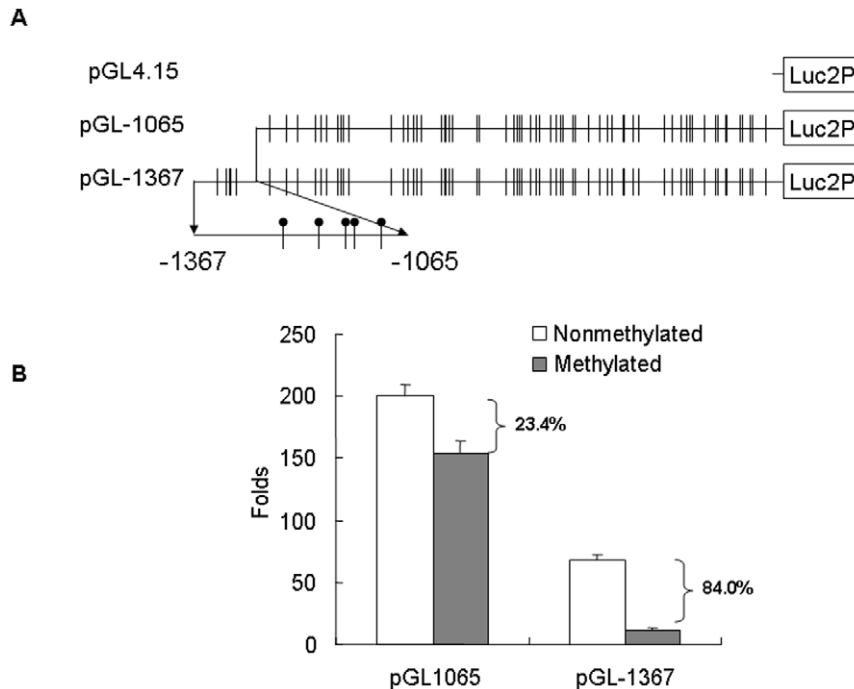 A
pGL4.15
Luc2P
pGL-1065
Luc2P
pGL-1367
Luc2P
-1367
-1065
B
Folds
250
200
150
100
50
0
Nonmethylated
Methylated
23.4%
84.0%
pGL1065
pGL-1367